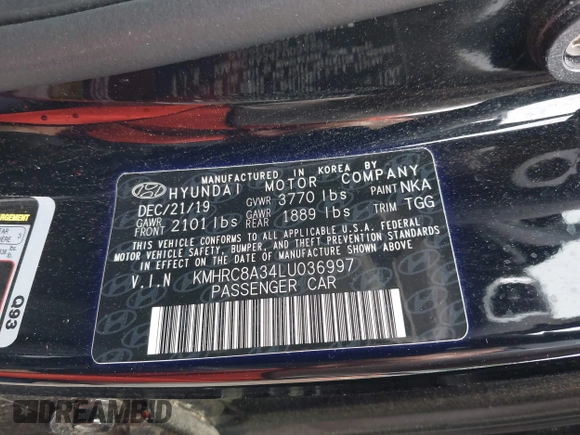 MANUFACTURED IN KOREA BY
HYUNDAI MOTOR COMPANY
DEC/21/19 GVWR 3770 lbs PAINT NKA
GAWR FRONT 2101 lbs GAWR REAR 1889 lbs TRIM TGG
THIS VEHICLE CONFORMS TO ALL APPLICABLE U.S.A. FEDERAL
MOTOR VEHICLE SAFETY, BUMPER, AND THEFT PREVENTION STANDARDS
IN EFFECT ON THE DATE OF MANUFACTURE SHOWN ABOVE.
V.I.N KMHRC8A34LU036997
PASSENGER CAR
Q93
DREAMBID